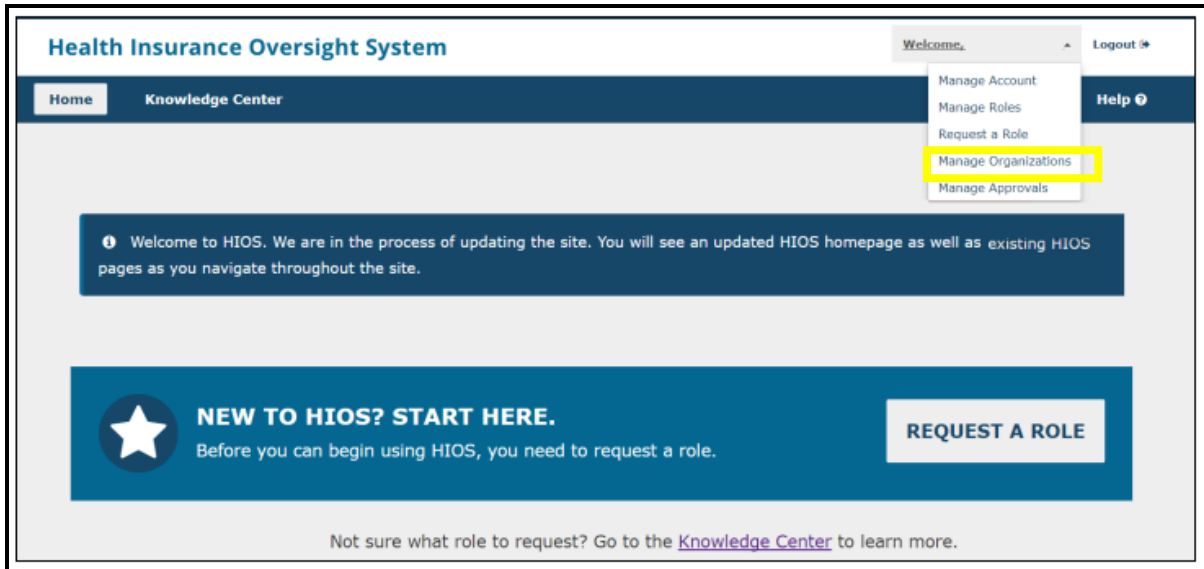 Health Insurance Oversight System
Welcome,
Logout
Manage Account
Manage Roles
Request a Role
Manage Organizations
Manage Approvals
Home
Knowledge Center
Help
Welcome to HIOS. We are in the process of updating the site. You will see an updated HIOS homepage as well as existing HIOS
pages as you navigate throughout the site.
NEW TO HIOS? START HERE.
Before you can begin using HIOS, you need to request a role.
REQUEST A ROLE
Not sure what role to request? Go to the Knowledge Center to learn more.